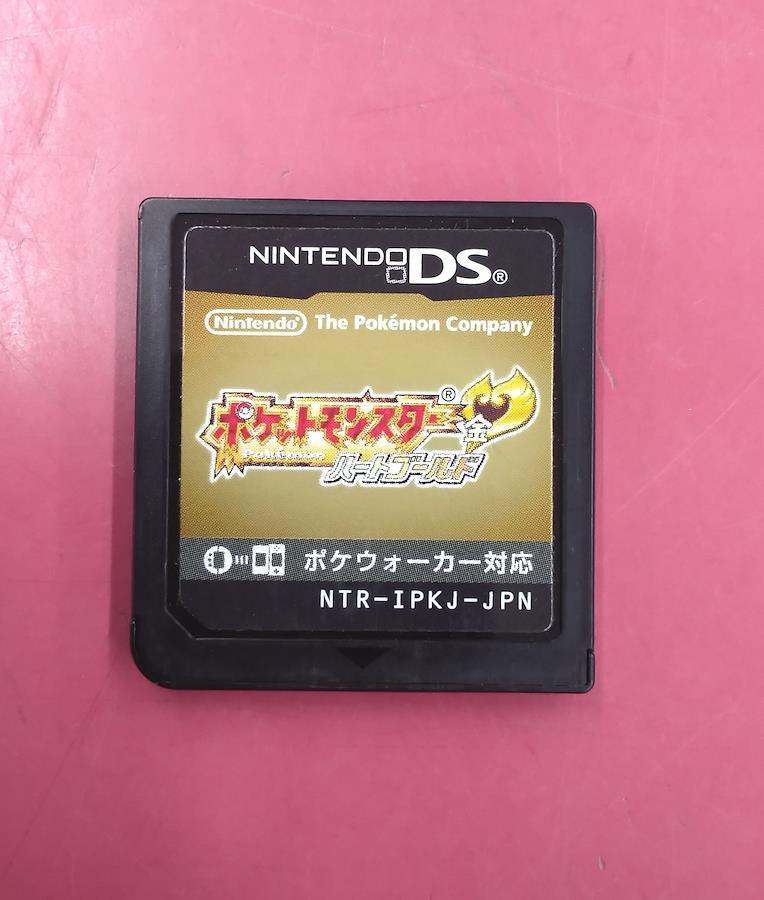 NINTENDO DS®
Nintendo® The Pokémon Company
ポケットモンスター®
Pokémon
金
ハートゴールド
ポケウォーカー対応
NTR-IPKJ-JPN